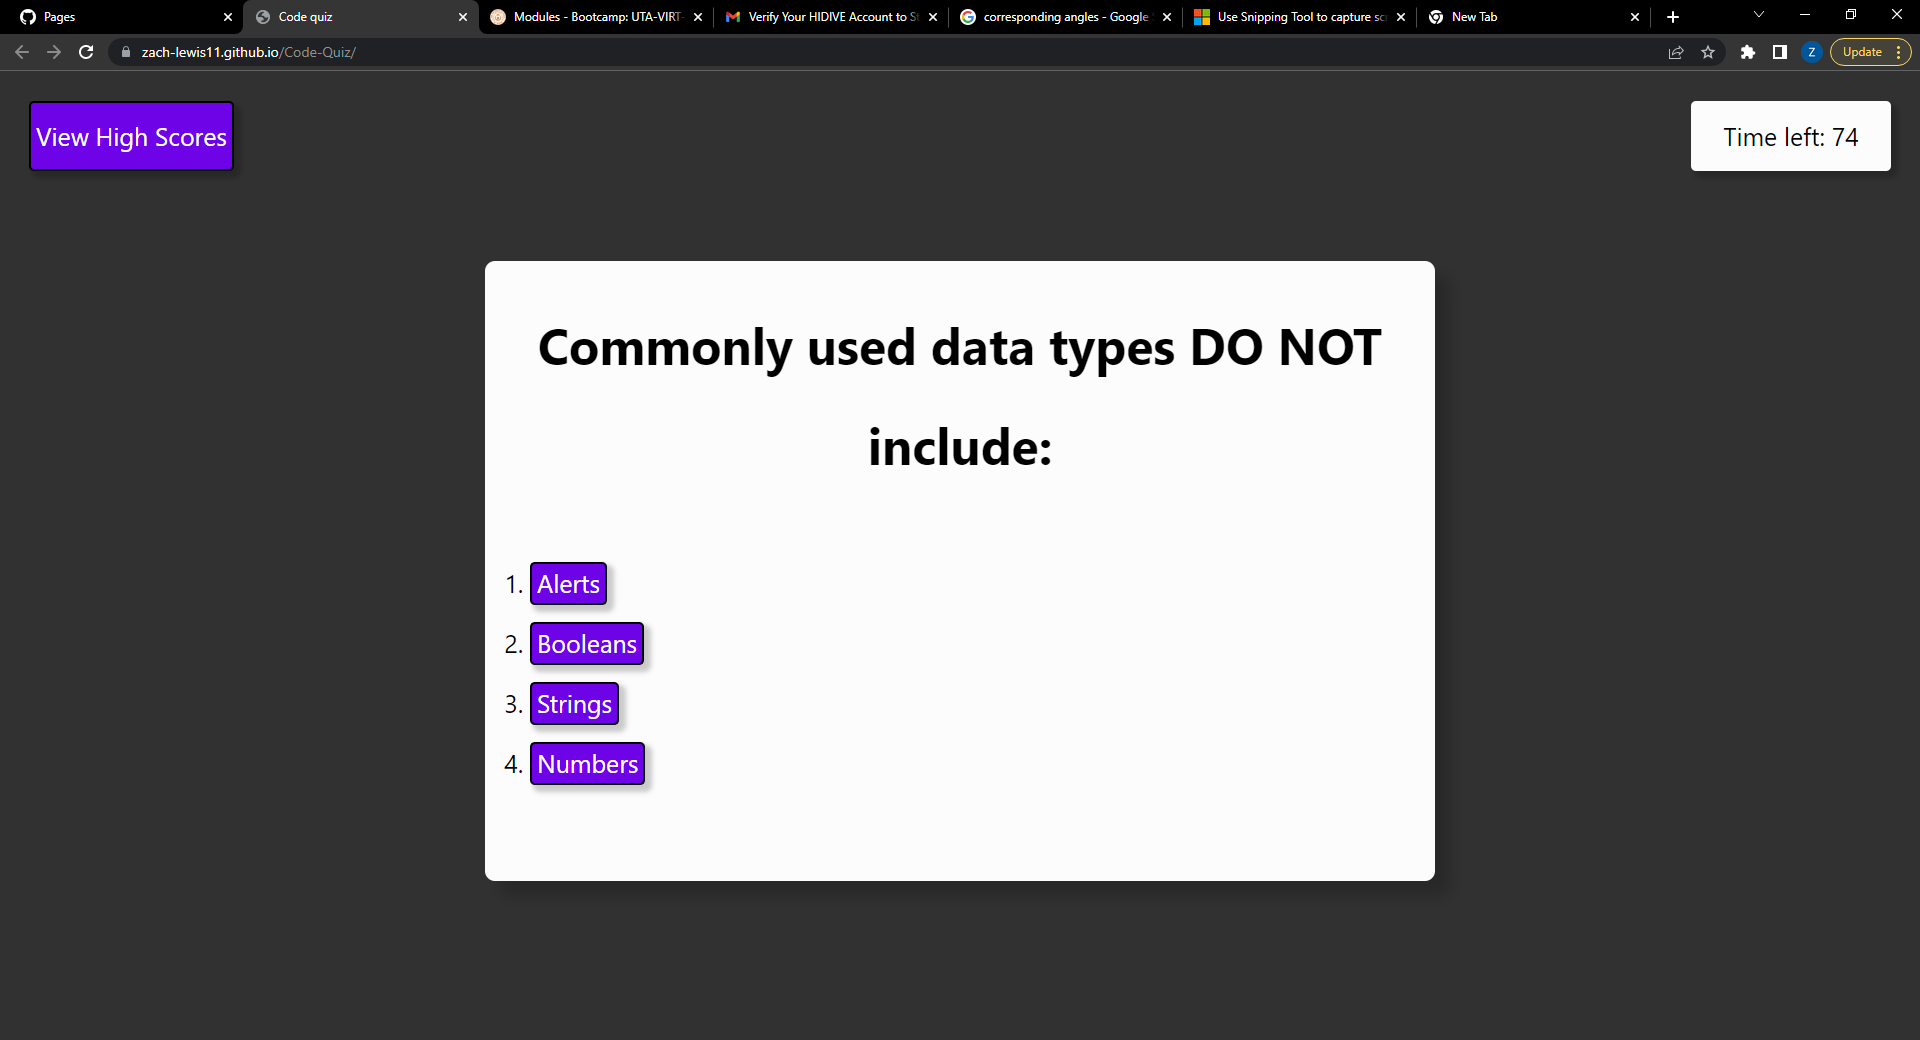 Pages
Code quiz
Modules - Bootcamp: UTA-VIRT-
Verify Your HIDIVE Account to St
corresponding angles - Google
Use Snipping Tool to capture scr
New Tab
zach-lewis11.github.io/Code-Quiz/
Z
Update
View High Scores
Time left: 74
Commonly used data types DO NOT
include:
1. Alerts
2. Booleans
3. Strings
4. Numbers